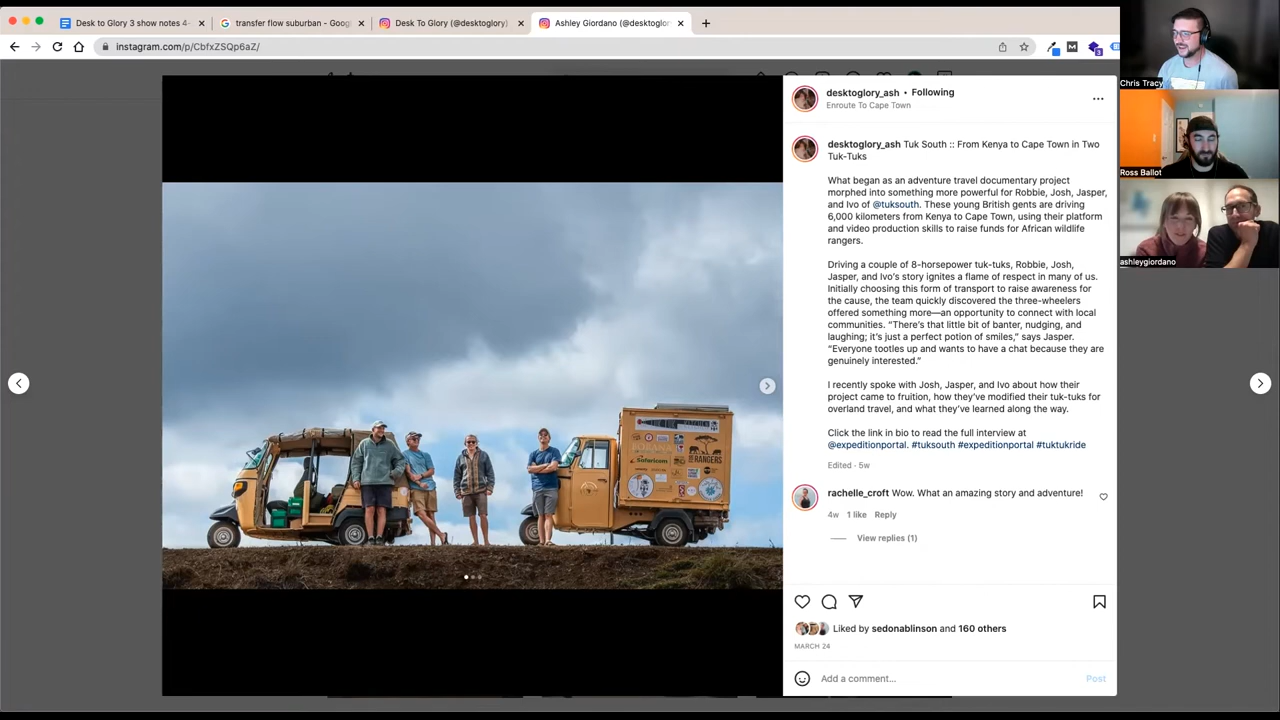 Desk to Glory 3 show notes 4-
transfer flow suburban - Goog
Desk To Glory (@desktoglory)
Ashley Giordano (@desktoglor
instagram.com/p/CbfxZSQp6aZ/
Chris Tracy
Ross Ballot
ashleygiordano
desktoglory_ash • Following
Enroute To Cape Town
desktoglory_ash Tuk South :: From Kenya to Cape Town in Two
Tuk-Tuks
What began as an adventure travel documentary project
morphed into something more powerful for Robbie, Josh, Jasper,
and Ivo of @tuksouth. These young British gents are driving
6,000 kilometers from Kenya to Cape Town, using their platform
and video production skills to raise funds for African wildlife
rangers.
Driving a couple of 8-horsepower tuk-tuks, Robbie, Josh,
Jasper, and Ivo's story ignites a flame of respect in many of us.
Initially choosing this form of transport to raise awareness for
the cause, the team quickly discovered the three-wheelers
offered something more—an opportunity to connect with local
communities. "There's that little bit of banter, nudging, and
laughing; it's just a perfect potion of smiles," says Jasper.
"Everyone tootles up and wants to have a chat because they are
genuinely interested."
I recently spoke with Josh, Jasper, and Ivo about how their
project came to fruition, how they've modified their tuk-tuks for
overland travel, and what they've learned along the way.
Click the link in bio to read the full interview at
@expeditionportal. #tuksouth #expeditionportal #tuktukride
Edited · 5w
rachelle_croft Wow. What an amazing story and adventure!
4w 1 like Reply
View replies (1)
Liked by sedonablinson and 160 others
MARCH 24
Add a comment...
Post
Safaricom
RANGERS